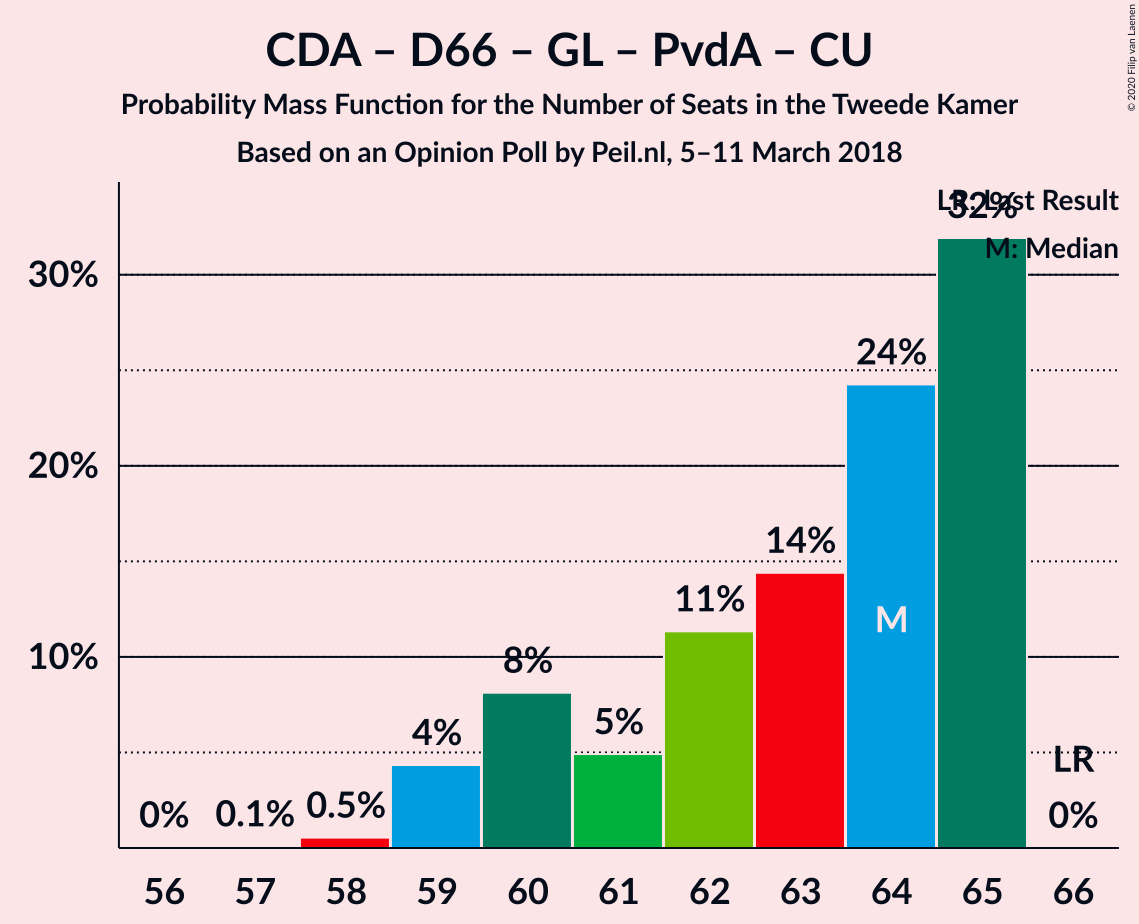 CDA – D66 – GL – PvdA – CU
Probability Mass Function for the Number of Seats in the Tweede Kamer
Based on an Opinion Poll by Peil.nl, 5–11 March 2018
© 2020 Filip van Laenen
LR: Last Result
M: Median
32%
30%
24%
20%
14%
11%
M
10%
8%
5%
4%
LR
0%
0.1%
0.5%
0%
56 57 58 59 60 61 62 63 64 65 66